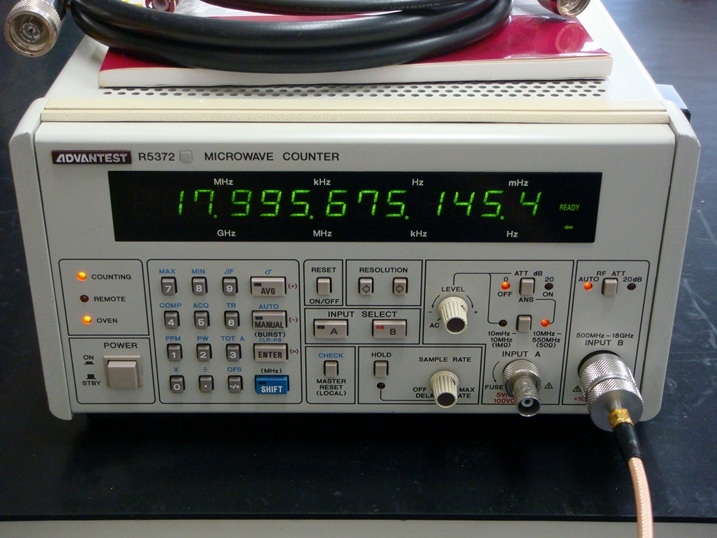 ADVANTEST R5372 MICROWAVE COUNTER
MHz kHz Hz mHz
17.995.675.145.4 READY
GHz MHz kHz Hz
COUNTING
REMOTE
OVEN
POWER
ON
STBY
MAX MIN ΔF σ
7 8 9 AVG (÷)
COMP ACQ TR AUTO
4 5 6 MANUAL (-)
(BURST)
PPM PW TOT A
1 2 3 ENTER
X ÷ OFS (MHz)
0 SHIFT
RESET
ON/OFF
RESOLUTION
INPUT SELECT
A B
CHECK
MASTER
RESET
(LOCAL)
HOLD
SAMPLE RATE
OFF MAX
LEVEL
AC
ATT dB
0 20
OFF ANS ON
10mHz-
10MHz
(1MΩ)
10MHz-
550MHz
(50Ω)
INPUT A
FUSE
RF ATT
AUTO 20dB
500MHz-18GHz
INPUT B